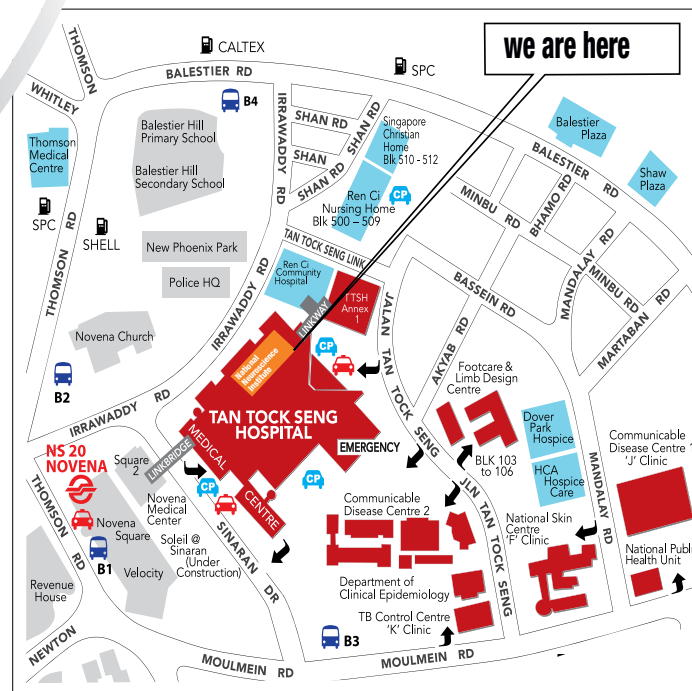 we are here
THOMSON
CALTEX
BALESTIER RD
SPC
WHITLEY
B4
IRRAWADDY RD
SHAN RD
SHAN RD
SHAN
SHAN RD
Singapore
Christian
Home
Blk 510 - 512
Balestier
Plaza
BALESTIER RD
Shaw
Plaza
Balestier Hill
Primary School
Balestier Hill
Secondary School
Thomson
Medical
Centre
SPC
SHELL
THOMSON RD
CP
Ren Ci
Nursing Home
Blk 500 – 509
MINBU RD
BHAMO RD
MANDALAY RD
MINBU RD
MARTABAN RD
New Phoenix Park
Police HQ
TAN TOCK SENG LINK
Ren Ci
Community
Hospital
TTSH
Annex
1
LINKWAY
IRRAWADDY RD
JALAN TAN TOCK SENG
BASSEIN RD
AKYAB RD
Novena Church
National
Neuroscience
Institute
CP
B2
Footcare &
Limb Design
Centre
TAN TOCK SENG
HOSPITAL
EMERGENCY
IRRAWADDY RD
MEDICAL
CENTRE
Dover
Park
Hospice
HCA
Hospice
Care
BLK 103
to 106
Communicable
Disease Centre 1
'J' Clinic
NS 20
NOVENA
Square
2
LINKBRIDGE
CP
CP
Novena
Medical
Center
SINARAN DR
Communicable
Disease Centre 2
JLN TAN TOCK SENG
MANDALAY RD
National Skin
Centre
'F' Clinic
THOMSON RD
Novena
Square
B1
Soleil @
Sinaran
(Under
Construction)
Velocity
Revenue
House
National Publ
Health Unit
Department of
Clinical Epidemiology
TB Control Centre
'K' Clinic
B3
NEWTON
MOULMEIN RD
MOULMEIN RD